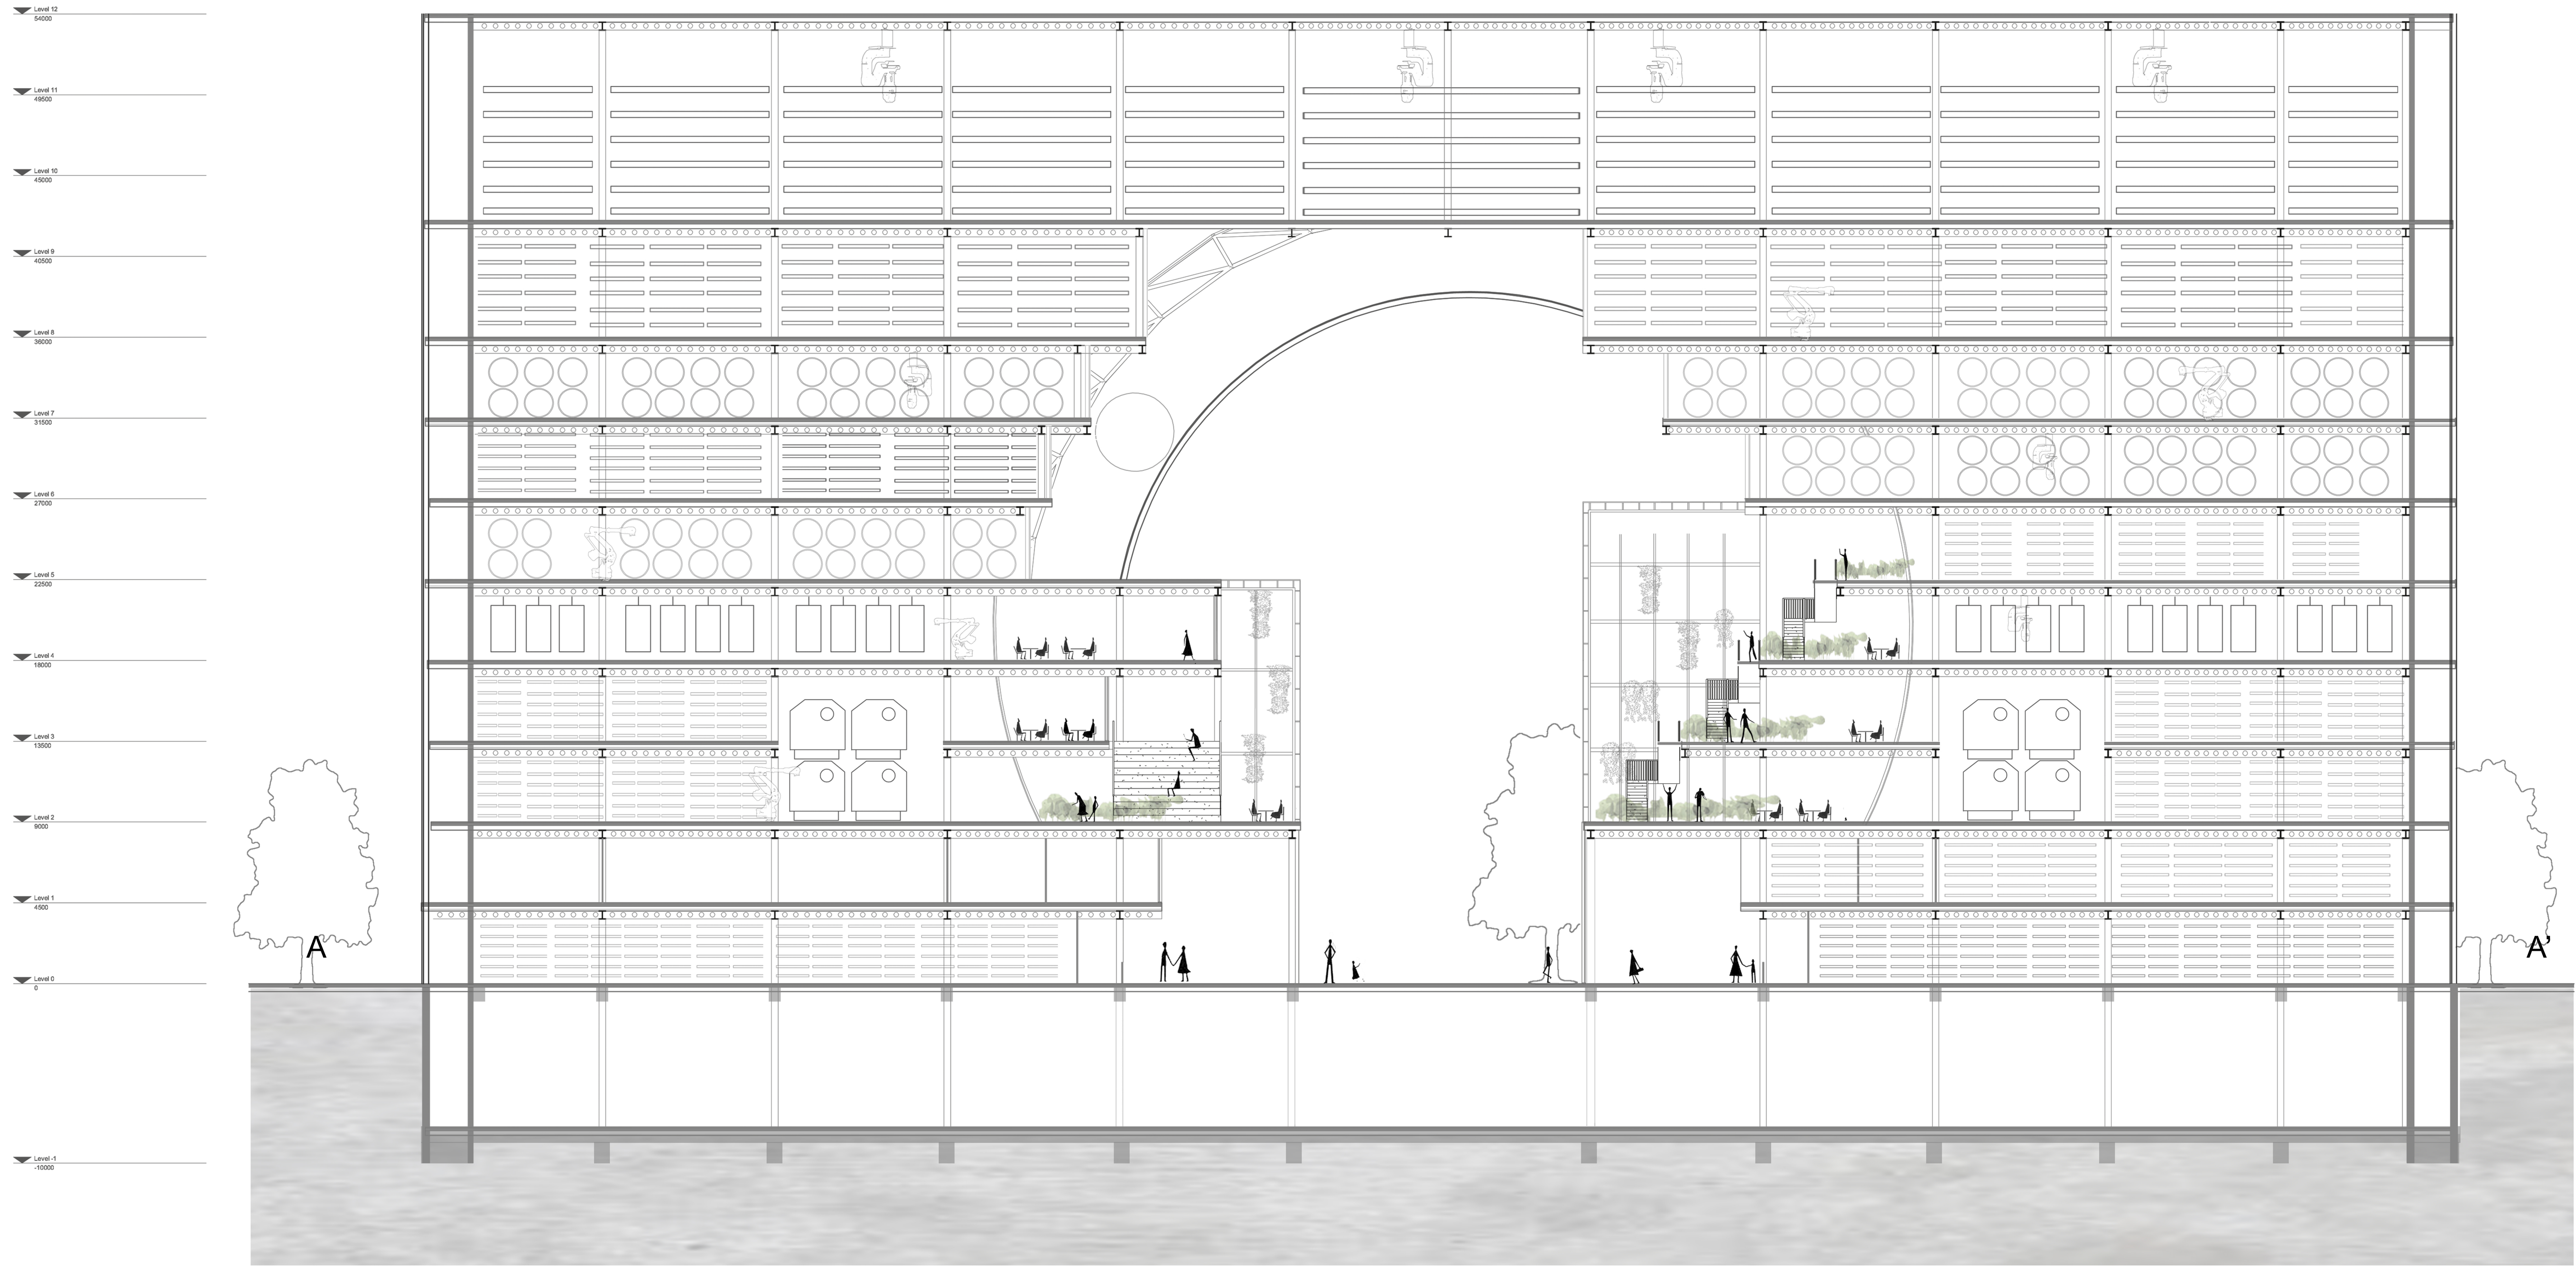 Level 12
54000
Level 11
49500
Level 10
45000
Level 9
40500
Level 8
36000
Level 7
31500
Level 6
27000
Level 5
22500
Level 4
18000
Level 3
13500
Level 2
9000
Level 1
4500
A
A'
Level 0
0
Level -1
-10000